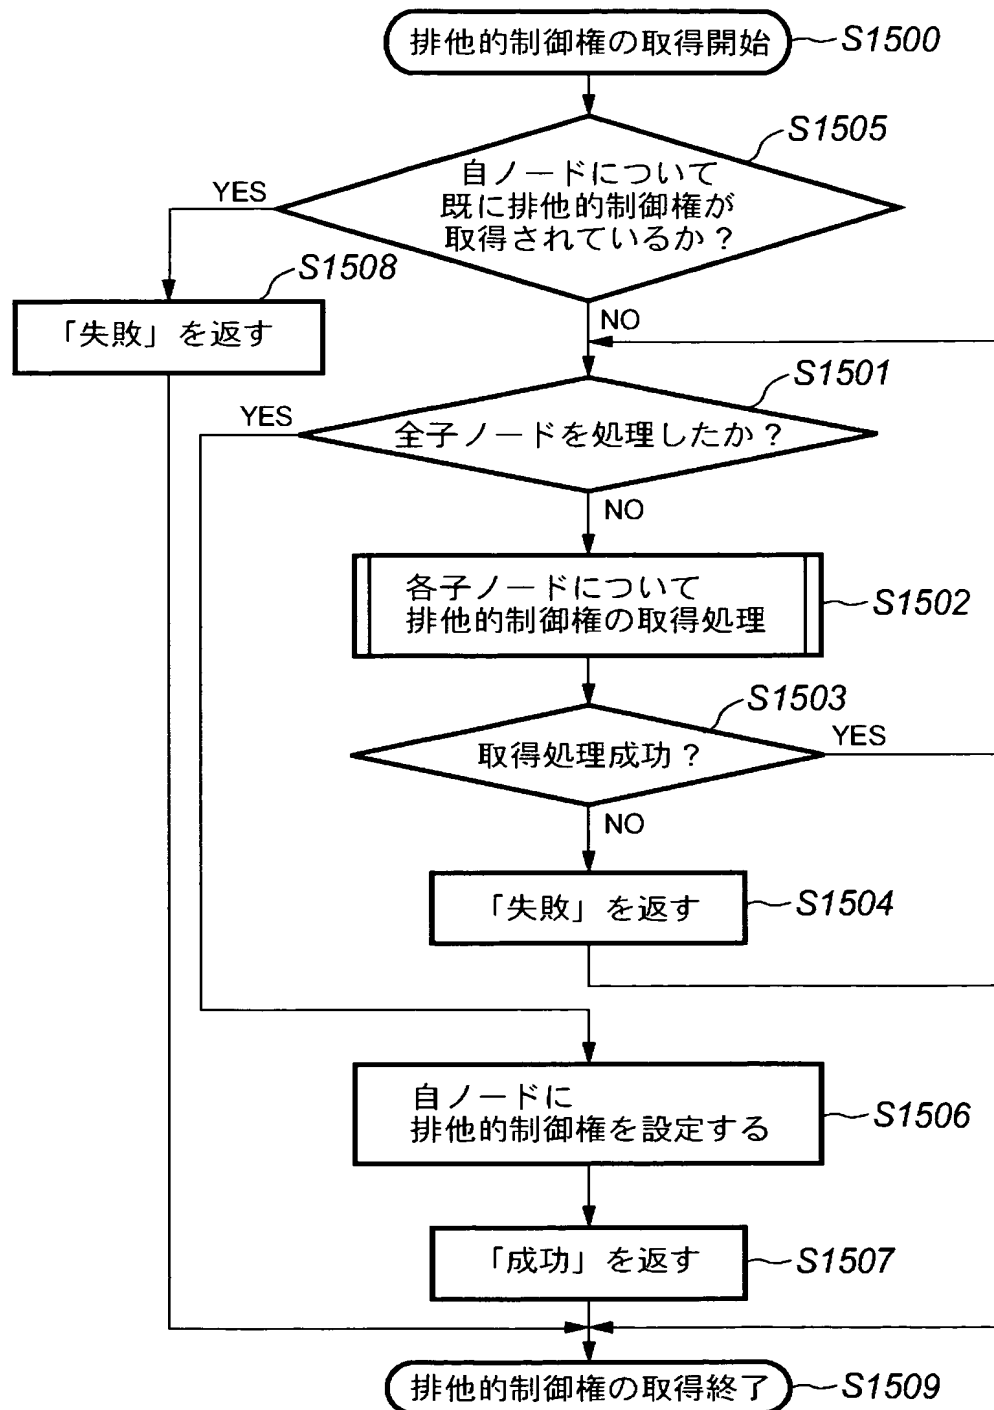 排他的制御権の取得開始
S1500
S1505
自ノードについて
既に排他的制御権が
取得されているか？
YES
S1508
「失敗」を返す
NO
S1501
YES
全子ノードを処理したか？
NO
各子ノードについて
排他的制御権の取得処理
S1502
S1503
取得処理成功？
YES
NO
「失敗」を返す
S1504
自ノードに
排他的制御権を設定する
S1506
「成功」を返す
S1507
排他的制御権の取得終了
S1509